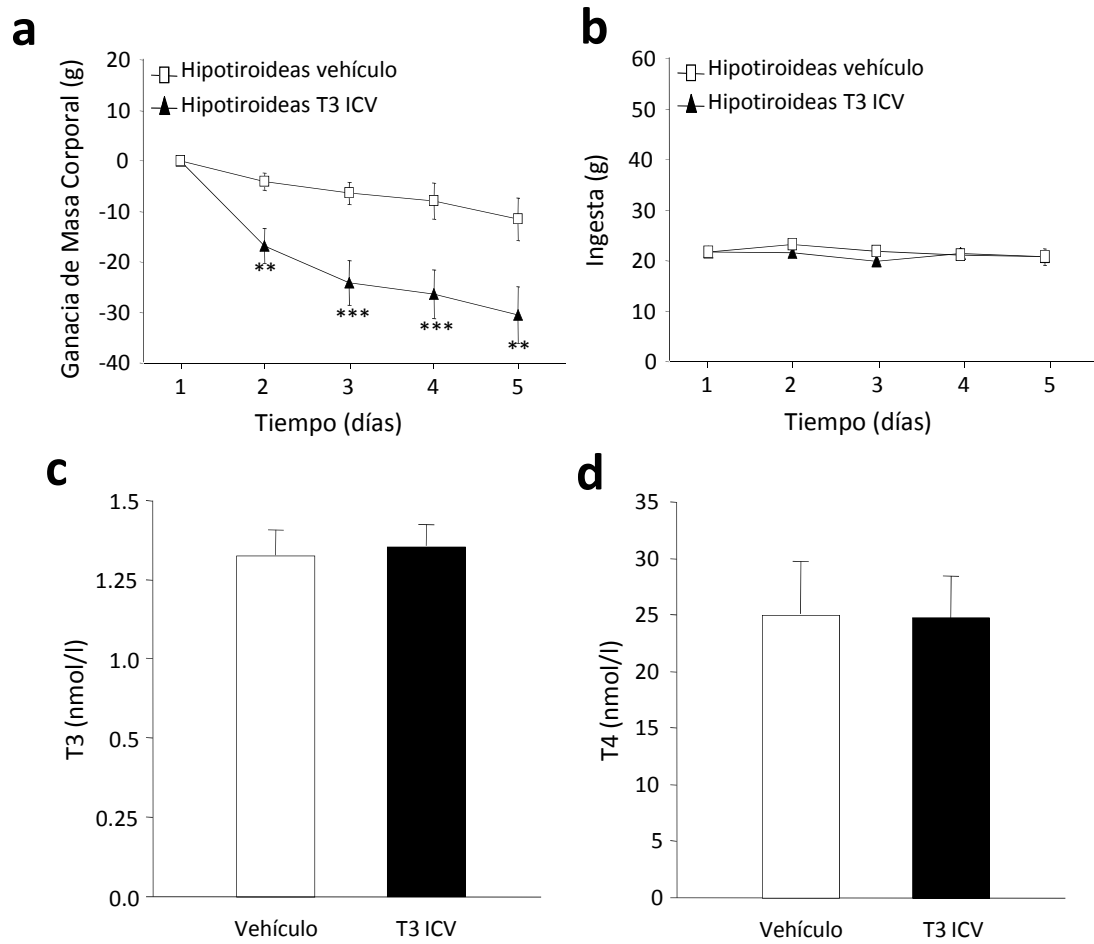 a
20
10
0
-10
-20
-30
-40
Ganacia de Masa Corporal (g)
Hipotiroideas vehículo
Hipotiroideas T3 ICV
**
***
***
**
1 2 3 4 5
Tiempo (días)
b
60
50
40
30
20
10
0
Ingesta (g)
Hipotiroideas vehículo
Hipotiroideas T3 ICV
1 2 3 4 5
Tiempo (días)
c
1.5
1.25
1.0
0.5
0.25
0.0
T3 (nmol/l)
Vehículo T3 ICV
d
35
30
25
20
15
10
5
0
T4 (nmol/l)
Vehículo T3 ICV